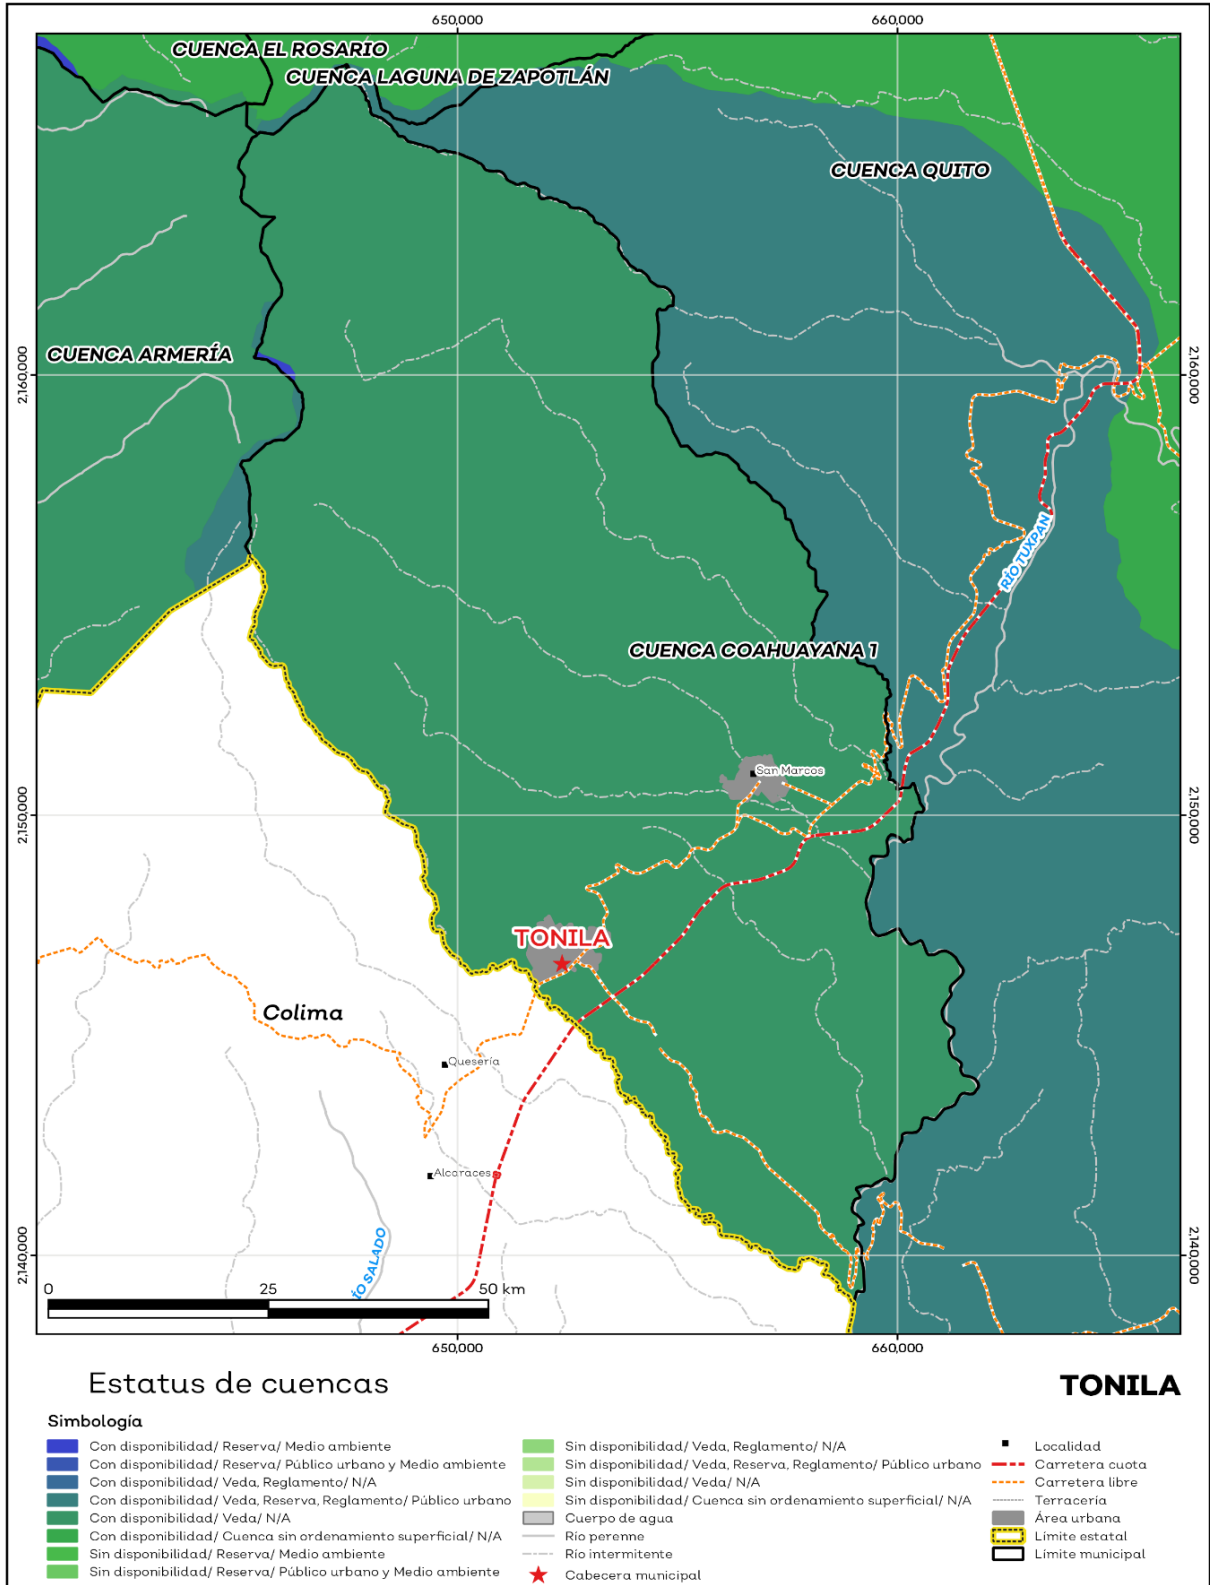 650,000
660,000
CUENCA EL ROSARIO
CUENCA LAGUNA DE ZAPOTLÁN
CUENCA QUITO
CUENCA ARMERÍA
2,160,000
2,160,000
RÍO TUXPAN
CUENCA COAHUAYANA 1
San Marcos
2,150,000
2,150,000
TONILA
Colima
Quesería
Alcaraces
ÍO SALADO
2,140,000
2,140,000
0 25 50 km
650,000
660,000
Estatus de cuencas
TONILA
Simbología
Con disponibilidad/ Reserva/ Medio ambiente
Con disponibilidad/ Reserva/ Público urbano y Medio ambiente
Con disponibilidad/ Veda, Reglamento/ N/A
Con disponibilidad/ Veda, Reserva, Reglamento/ Público urbano
Con disponibilidad/ Veda/ N/A
Con disponibilidad/ Cuenca sin ordenamiento superficial/ N/A
Sin disponibilidad/ Reserva/ Medio ambiente
Sin disponibilidad/ Reserva/ Público urbano y Medio ambiente
Sin disponibilidad/ Veda, Reglamento/ N/A
Sin disponibilidad/ Veda, Reserva, Reglamento/ Público urbano
Sin disponibilidad/ Veda/ N/A
Sin disponibilidad/ Cuenca sin ordenamiento superficial/ N/A
Cuerpo de agua
Río perenne
Río intermitente
Cabecera municipal
Localidad
Carretera cuota
Carretera libre
Terracería
Área urbana
Límite estatal
Límite municipal